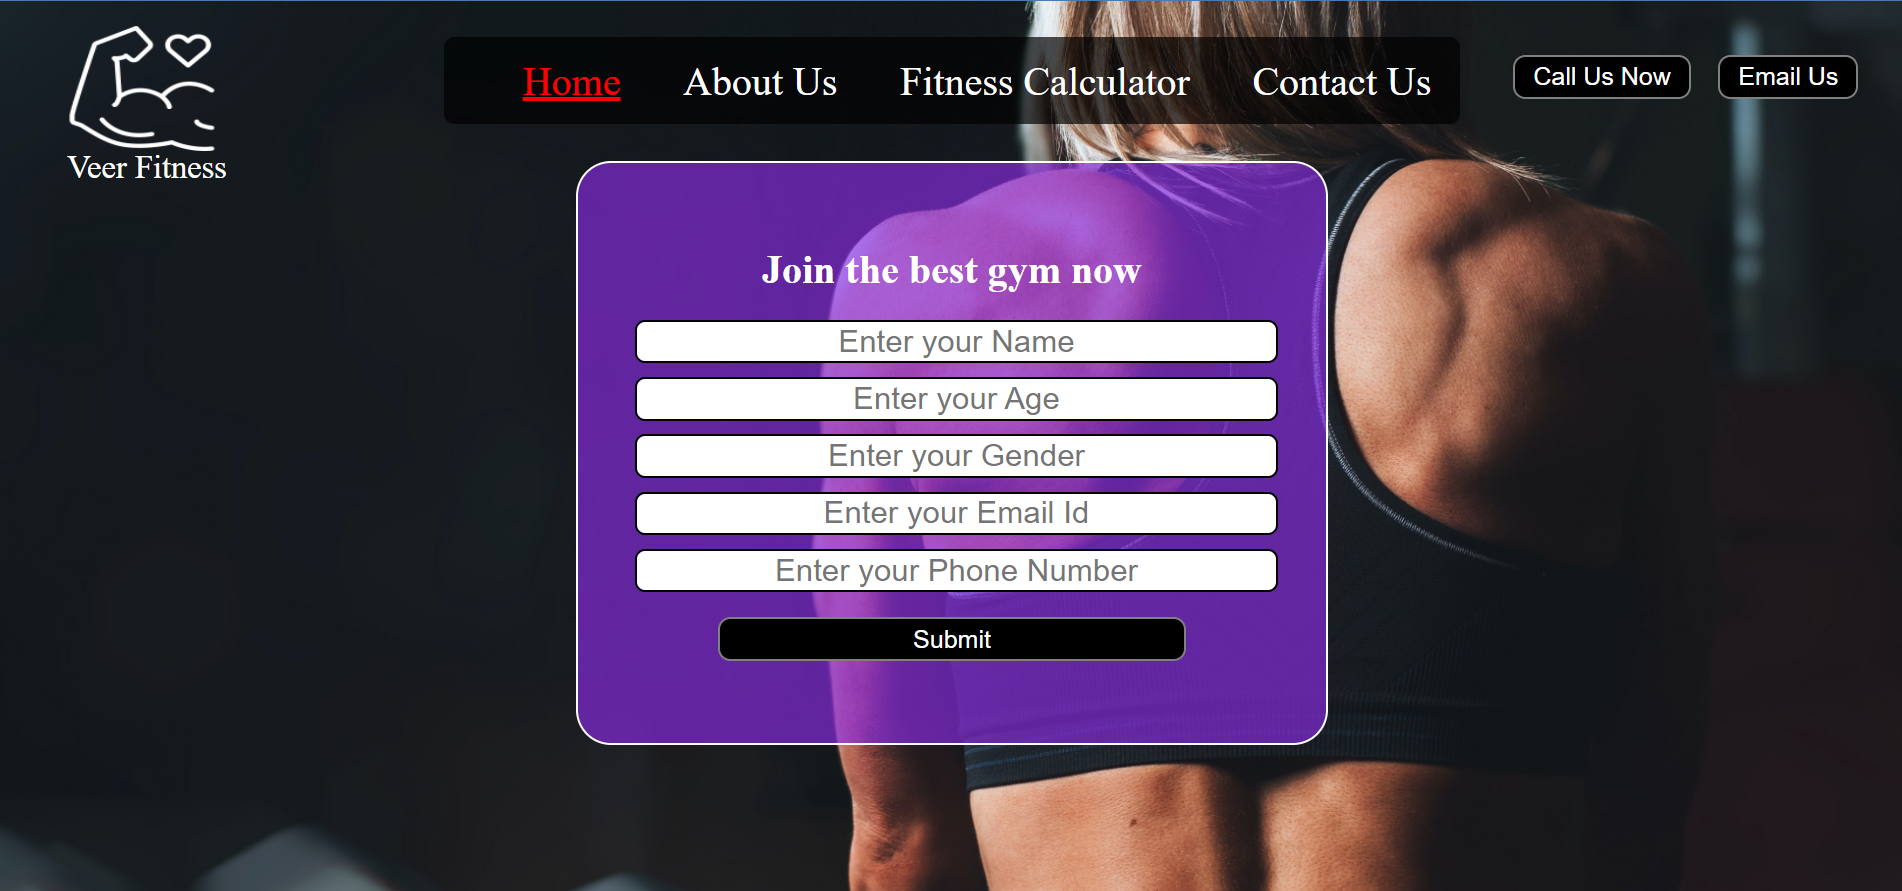 Veer Fitness
Home About Us Fitness Calculator Contact Us
Call Us Now Email Us
Join the best gym now
Enter your Name
Enter your Age
Enter your Gender
Enter your Email Id
Enter your Phone Number
Submit